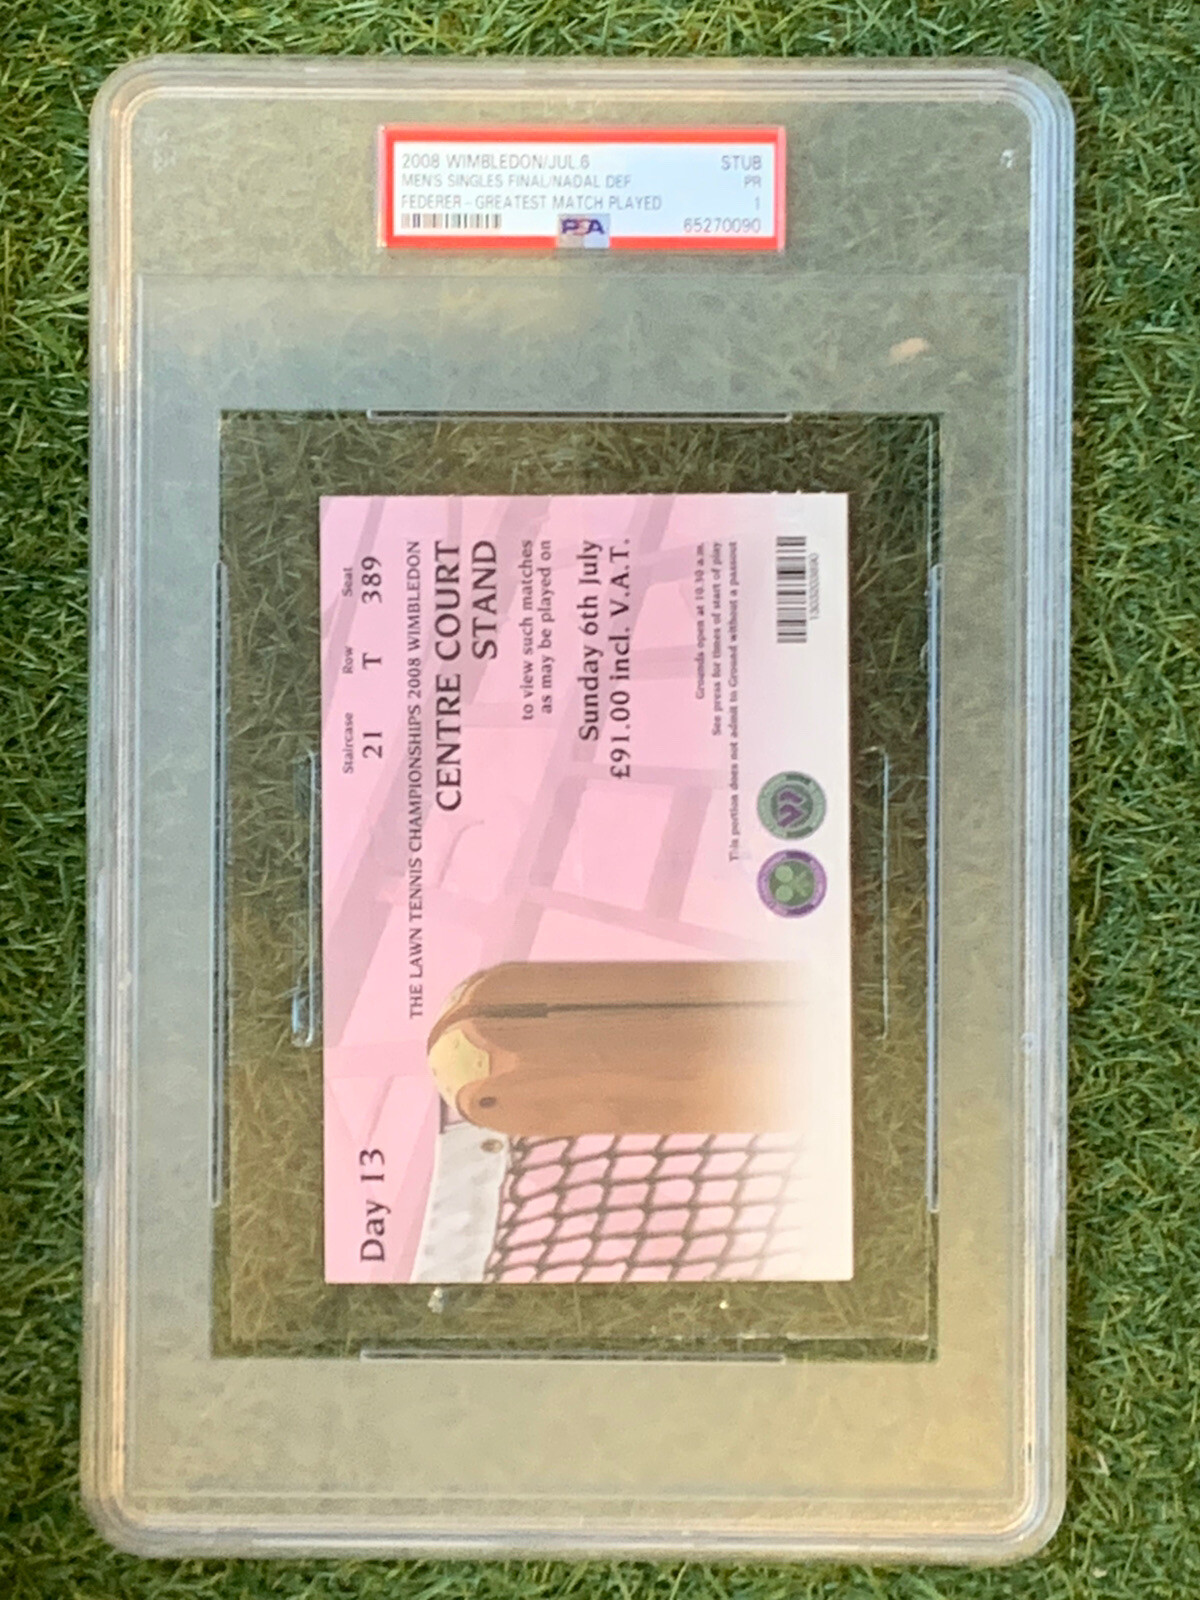 2008 WIMBLEDON/JUL.6 STUB
MEN'S SINGLES FINAL/NADAL DEF PR
FEDERER - GREATEST MATCH PLAYED 1
PSA 65270090
Staircase Row Seat
21 T 389
Day 13
THE LAWN TENNIS CHAMPIONSHIPS 2008 WIMBLEDON
CENTRE COURT
STAND
to view such matches
as may be played on
Sunday 6th July
£91.00 incl. V.A.T.
Grounds open at 10.30 a.m.
See press for times of start of play
This portion does not admit to Ground without a passout